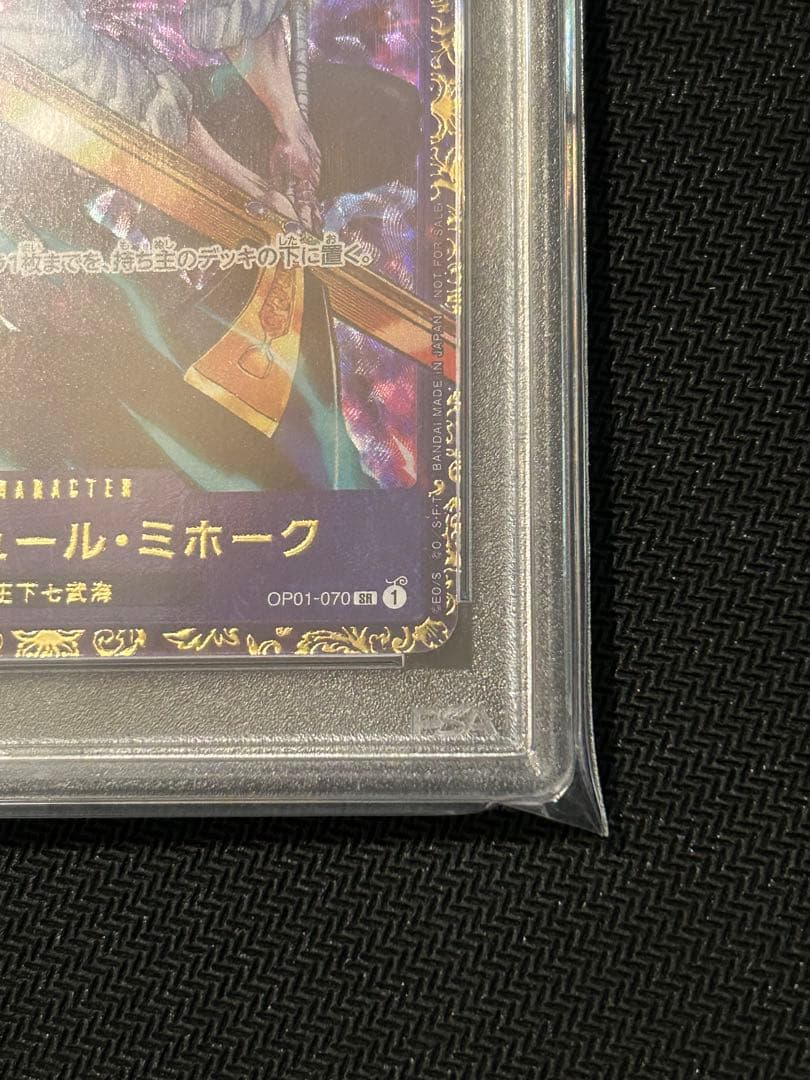 1枚までを、持ち主のデッキの下に置く。
CHARACTER
ュール・ミホーク
王下七武海
OP01-070 SR 1
©EO/S. ©O/S.F.T. BANDAI MADE IN JAPAN NOT FOR SALE
PSA